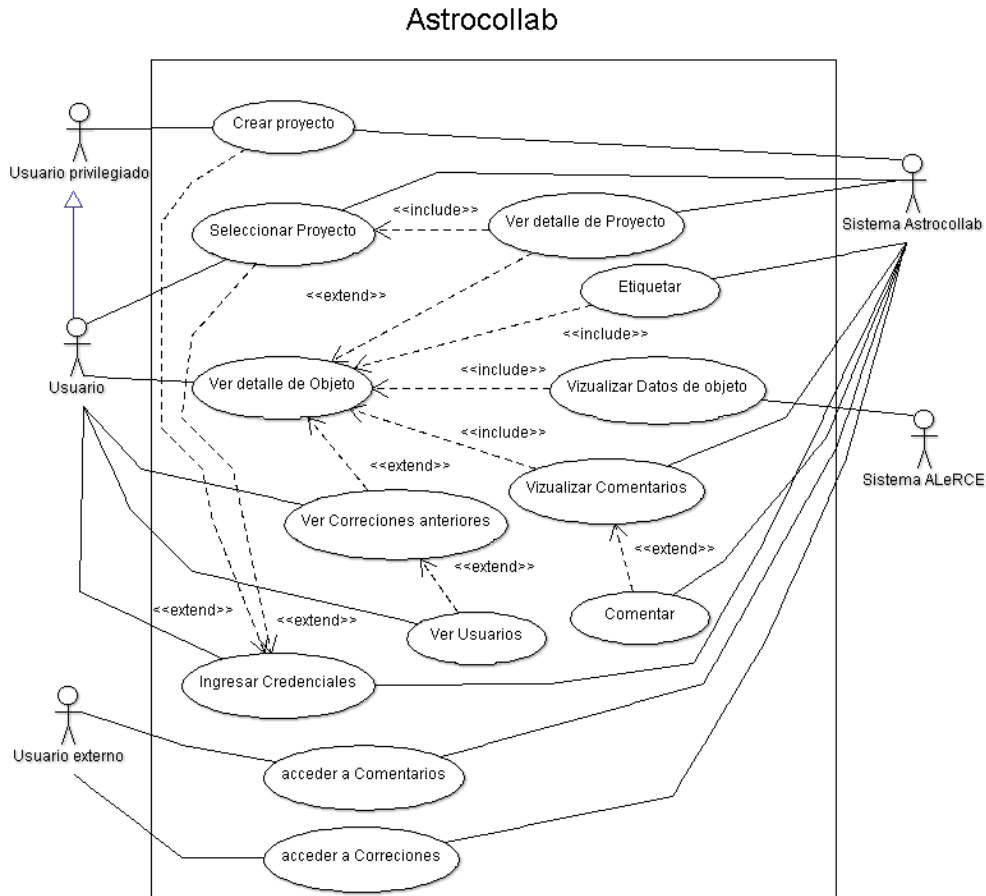 Astrocollab
Crear proyecto
Usuario privilegiado
<<include>>
Ver detalle de Proyecto
Seleccionar Proyecto
Sistema Astrocollab
Etiquetar
<<extend>>
<<include>>
Usuario
Ver detalle de Objeto
<<include>>
Vizualizar Datos de objeto
<<include>>
<<extend>>
Sistema ALeRCE
Vizualizar Comentarios
Ver Correciones anteriores
<<extend>>
<<extend>>
<<extend>>
<<extend>>
Comentar
Ver Usuarios
Ingresar Credenciales
Usuario externo
acceder a Comentarios
acceder a Correciones